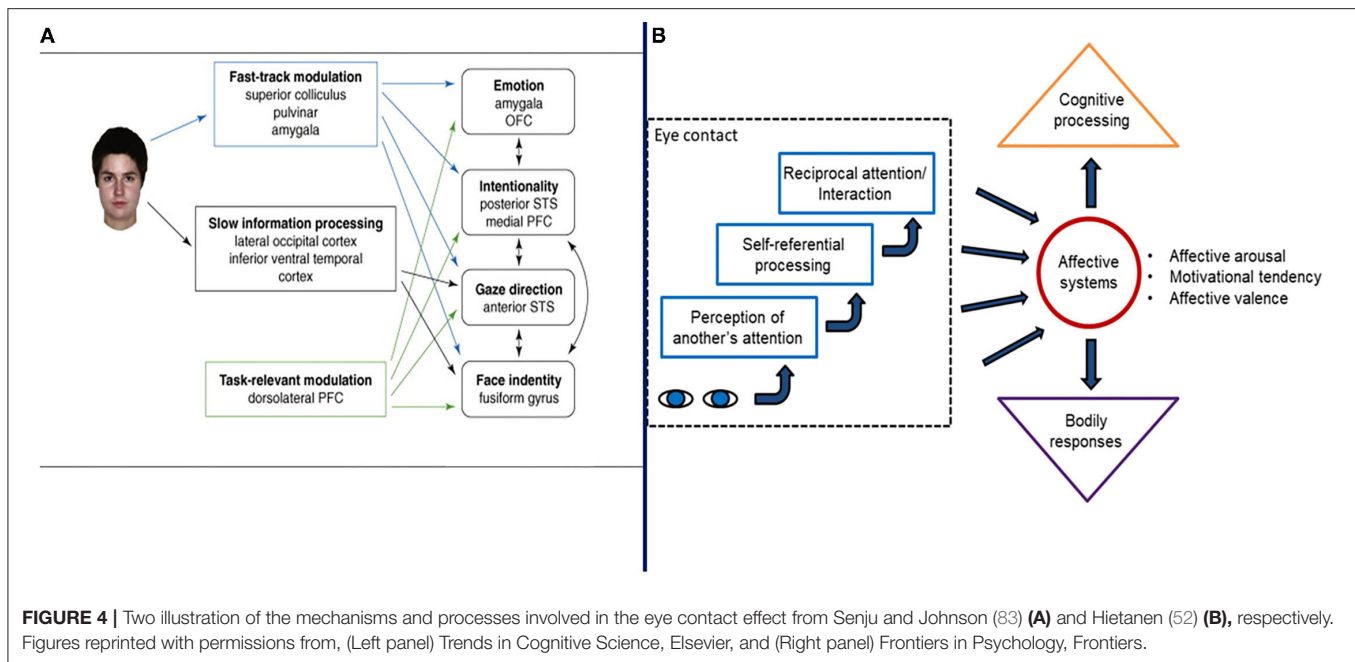 A
Fast-track modulation
superior colliculus
pulvinar
amygala
Slow information processing
lateral occipital cortex
inferior ventral temporal
cortex
Task-relevant modulation
dorsolateral PFC
Emotion
amygala
OFC
Intentionality
posterior STS
medial PFC
Gaze direction
anterior STS
Face indentity
fusiform gyrus
B
Eye contact
Reciprocal attention/
Interaction
Self-referential
processing
Perception of
another's attention
Cognitive
processing
Affective
systems
• Affective arousal
• Motivational tendency
• Affective valence
Bodily
responses
FIGURE 4 | Two illustration of the mechanisms and processes involved in the eye contact effect from Senju and Johnson (83) (A) and Hietanen (52) (B), respectively.
Figures reprinted with permissions from, (Left panel) Trends in Cognitive Science, Elsevier, and (Right panel) Frontiers in Psychology, Frontiers.